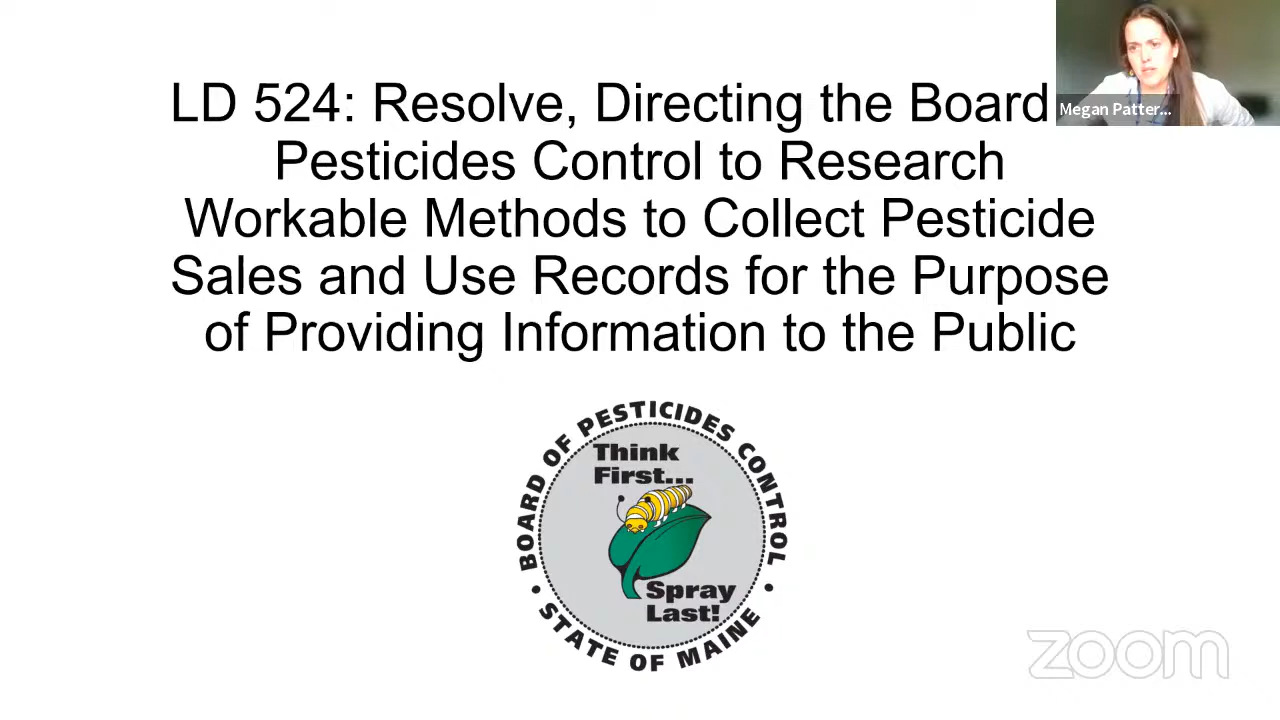 LD 524: Resolve, Directing the Board
Megan Patter...
Pesticides Control to Research
Workable Methods to Collect Pesticide
Sales and Use Records for the Purpose
of Providing Information to the Public
BOARD OF PESTICIDES CONTROL
Think
First...
Spray
Last!
• STATE OF MAINE •
zoom